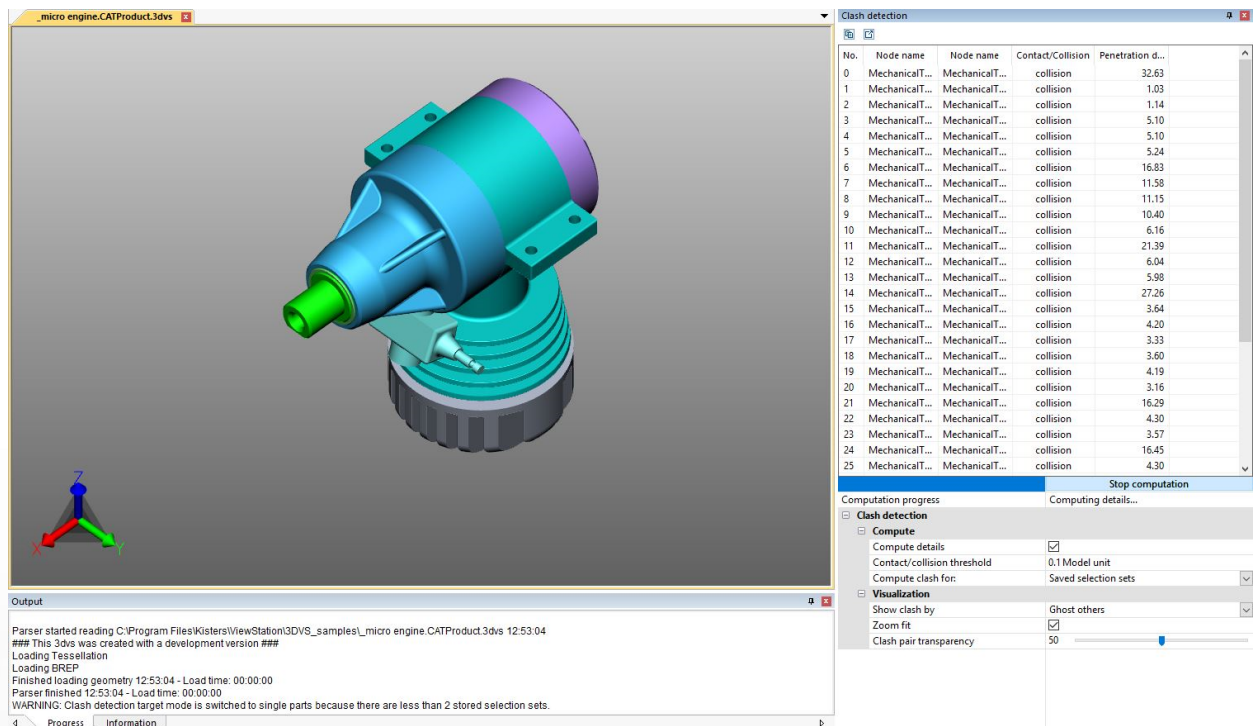 _micro engine.CATProduct.3dvs
Z
X
Y
Output
Parser started reading C:\Program Files\Kisters\ViewStation\3DVS_samples\_micro engine.CATProduct.3dvs 12:53:04
### This 3dvs was created with a development version ###
Loading Tessellation
Loading BREP
Finished loading geometry 12:53:04 - Load time: 00:00:00
Parser finished 12:53:04 - Load time: 00:00:00
WARNING: Clash detection target mode is switched to single parts because there are less than 2 stored selection sets.
Progress Information
Clash detection
No. Node name Node name Contact/Collision Penetration d...
0 MechanicalT... MechanicalT... collision 32.63
1 MechanicalT... MechanicalT... collision 1.03
2 MechanicalT... MechanicalT... collision 1.14
3 MechanicalT... MechanicalT... collision 5.10
4 MechanicalT... MechanicalT... collision 5.10
5 MechanicalT... MechanicalT... collision 5.24
6 MechanicalT... MechanicalT... collision 16.83
7 MechanicalT... MechanicalT... collision 11.58
8 MechanicalT... MechanicalT... collision 11.15
9 MechanicalT... MechanicalT... collision 10.40
10 MechanicalT... MechanicalT... collision 6.16
11 MechanicalT... MechanicalT... collision 21.39
12 MechanicalT... MechanicalT... collision 6.04
13 MechanicalT... MechanicalT... collision 5.98
14 MechanicalT... MechanicalT... collision 27.26
15 MechanicalT... MechanicalT... collision 3.64
16 MechanicalT... MechanicalT... collision 4.20
17 MechanicalT... MechanicalT... collision 3.33
18 MechanicalT... MechanicalT... collision 3.60
19 MechanicalT... MechanicalT... collision 4.19
20 MechanicalT... MechanicalT... collision 3.16
21 MechanicalT... MechanicalT... collision 16.29
22 MechanicalT... MechanicalT... collision 4.30
23 MechanicalT... MechanicalT... collision 3.57
24 MechanicalT... MechanicalT... collision 16.45
25 MechanicalT... MechanicalT... collision 4.30
Stop computation
Computation progress Computing details...
Clash detection
Compute
Compute details
Contact/collision threshold 0.1 Model unit
Compute clash for: Saved selection sets
Visualization
Show clash by Ghost others
Zoom fit
Clash pair transparency 50